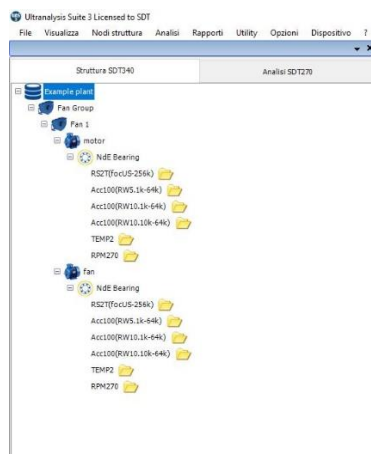 Ultranalysis Suite 3 Licensed to SDT
File Visualizza Nodi struttura Analisi Rapporti Utility Opzioni Dispositivo ?
Struttura SDT340 Analisi SDT270
Example plant
Fan Group
Fan 1
motor
NdE Bearing
RS2T(focUS-256k)
Acc100(RW5.1k-64k)
Acc100(RW10.1k-64k)
Acc100(RW10.10k-64k)
TEMP2
RPM270
fan
NdE Bearing
RS2T(focUS-256k)
Acc100(RW5.1k-64k)
Acc100(RW10.1k-64k)
Acc100(RW10.10k-64k)
TEMP2
RPM270